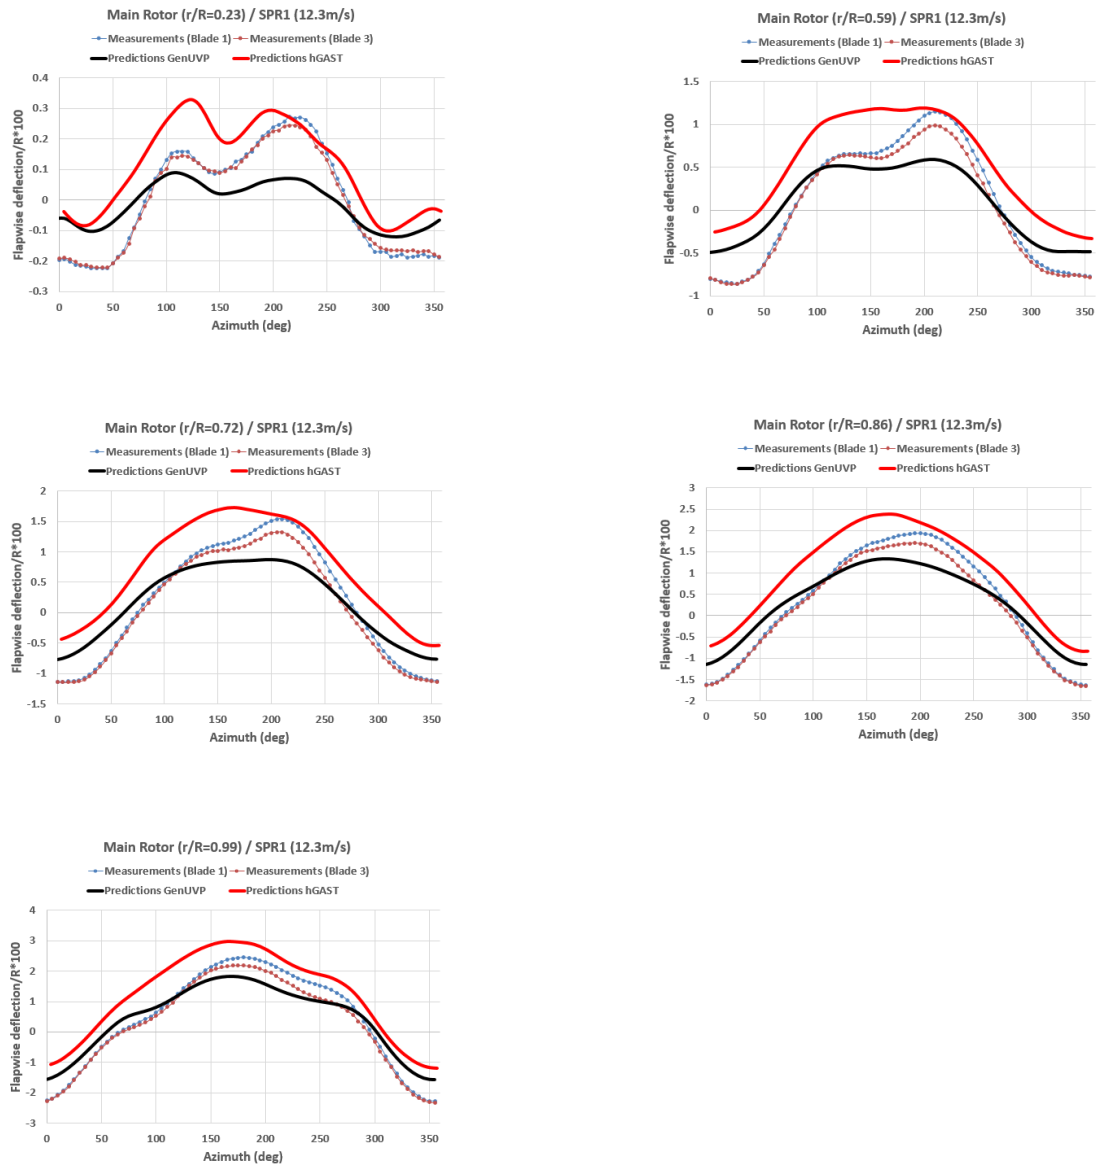 Main Rotor (r/R=0.23) / SPR1 (12.3m/s)
Measurements (Blade 1) Measurements (Blade 3)
Predictions GenUVP Predictions hGAST
0.4
0.3
0.2
0.1
0
-0.1
-0.2
-0.3
Flapwise deflection/R*100
0 50 100 150 200 250 300 350
Azimuth (deg)
Main Rotor (r/R=0.59) / SPR1 (12.3m/s)
Measurements (Blade 1) Measurements (Blade 3)
Predictions GenUVP Predictions hGAST
1.5
1
0.5
0
-0.5
-1
Flapwise deflection/R*100
0 50 100 150 200 250 300 350
Azimuth (deg)
Main Rotor (r/R=0.72) / SPR1 (12.3m/s)
Measurements (Blade 1) Measurements (Blade 3)
Predictions GenUVP Predictions hGAST
2
1.5
1
0.5
0
-0.5
-1
-1.5
Flapwise deflection/R*100
0 50 100 150 200 250 300 350
Azimuth (deg)
Main Rotor (r/R=0.86) / SPR1 (12.3m/s)
Measurements (Blade 1) Measurements (Blade 3)
Predictions GenUVP Predictions hGAST
3
2.5
2
1.5
1
0.5
0
-0.5
-1
-1.5
-2
Flapwise deflection/R*100
0 50 100 150 200 250 300 350
Azimuth (deg)
Main Rotor (r/R=0.99) / SPR1 (12.3m/s)
Measurements (Blade 1) Measurements (Blade 3)
Predictions GenUVP Predictions hGAST
4
3
2
1
0
-1
-2
-3
Flapwise deflection/R*100
0 50 100 150 200 250 300 350
Azimuth (deg)